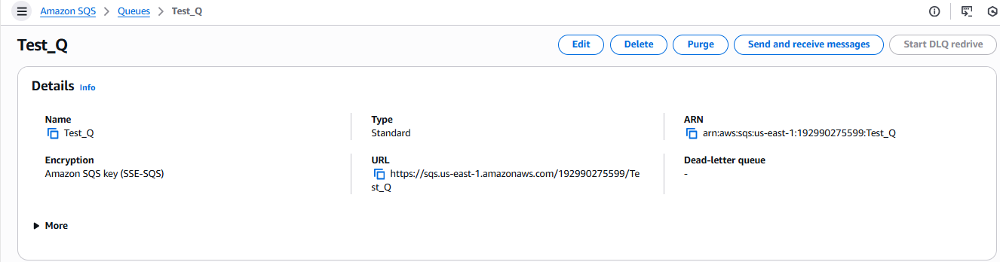 Amazon SQS > Queues > Test_Q
Test_Q
Edit
Delete
Purge
Send and receive messages
Start DLQ redrive
Details Info
Name
Test_Q
Type
Standard
ARN
arn:aws:sqs:us-east-1:192990275599:Test_Q
Encryption
Amazon SQS key (SSE-SQS)
URL
https://sqs.us-east-1.amazonaws.com/192990275599/Te
st_Q
Dead-letter queue
-
More